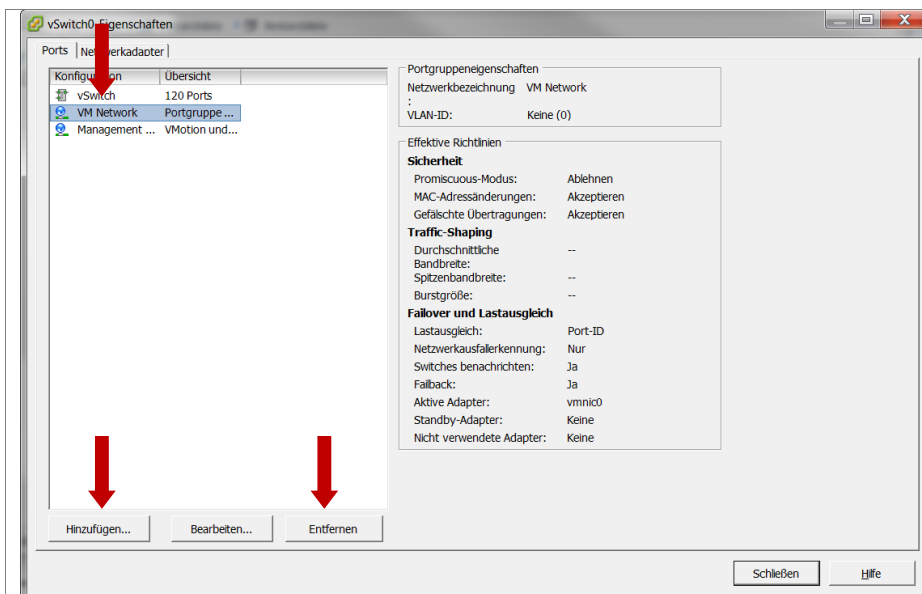 vSwitch0 Eigenschaften
Ports
Netzwerkadapter
Konfiguration Übersicht
vSwitch 120 Ports
VM Network Portgruppe ...
Management ... VMotion und...
Hinzufügen... Bearbeiten... Entfernen
Portgruppeneigenschaften
Netzwerkbezeichnung VM Network
:
VLAN-ID: Keine (0)
Effektive Richtlinien
Sicherheit
Promiscuous-Modus: Ablehnen
MAC-Adressänderungen: Akzeptieren
Gefälschte Übertragungen: Akzeptieren
Traffic-Shaping
Durchschnittliche --
Bandbreite:
Spitzenbandbreite: --
Burstgröße: --
Failover und Lastausgleich
Lastausgleich: Port-ID
Netzwerkausfallerkennung: Nur
Switches benachrichten: Ja
Failback: Ja
Aktive Adapter: vmnic0
Standby-Adapter: Keine
Nicht verwendete Adapter: Keine
Schließen Hilfe